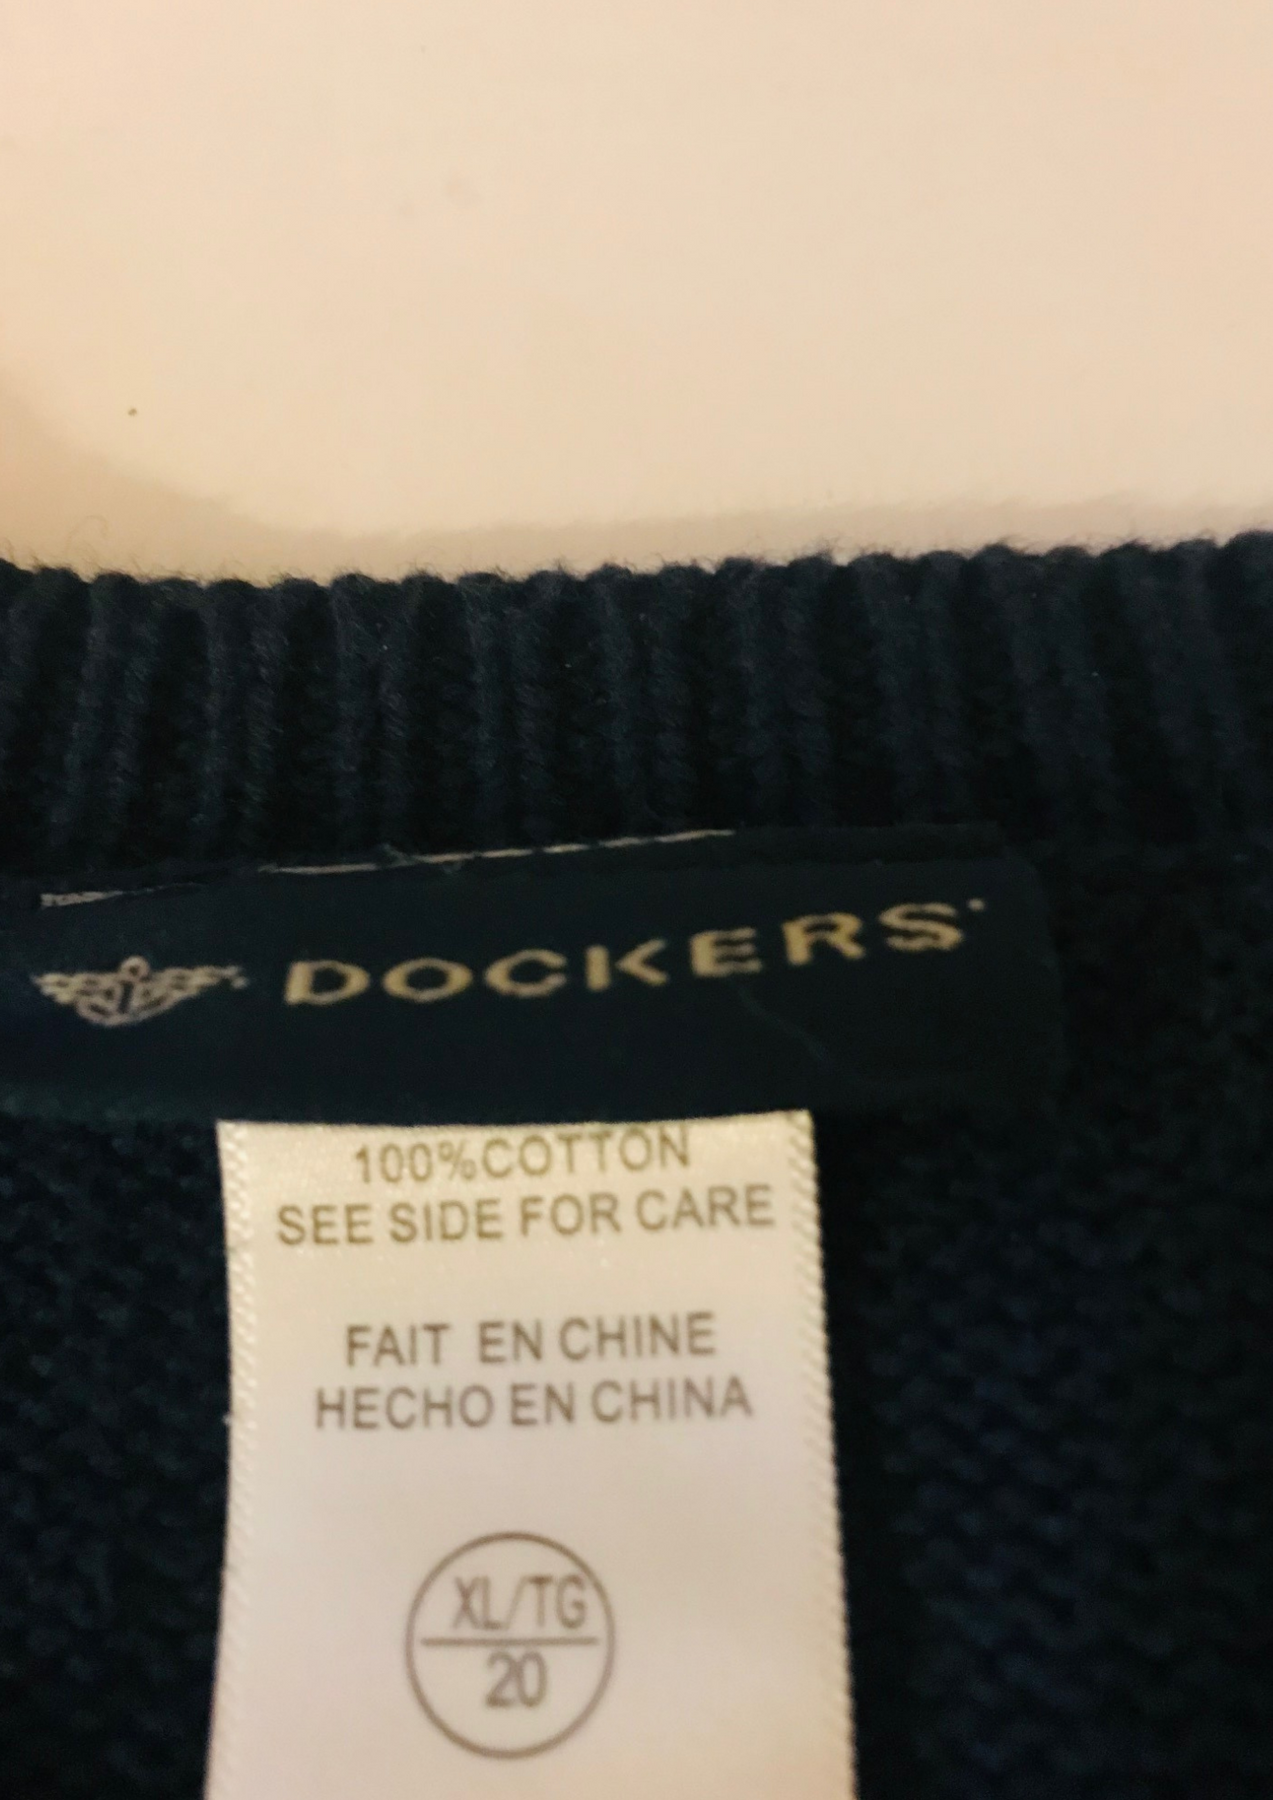 DOCKERS
100%COTTON
SEE SIDE FOR CARE
FAIT EN CHINE
HECHO EN CHINA
XL/TG
20